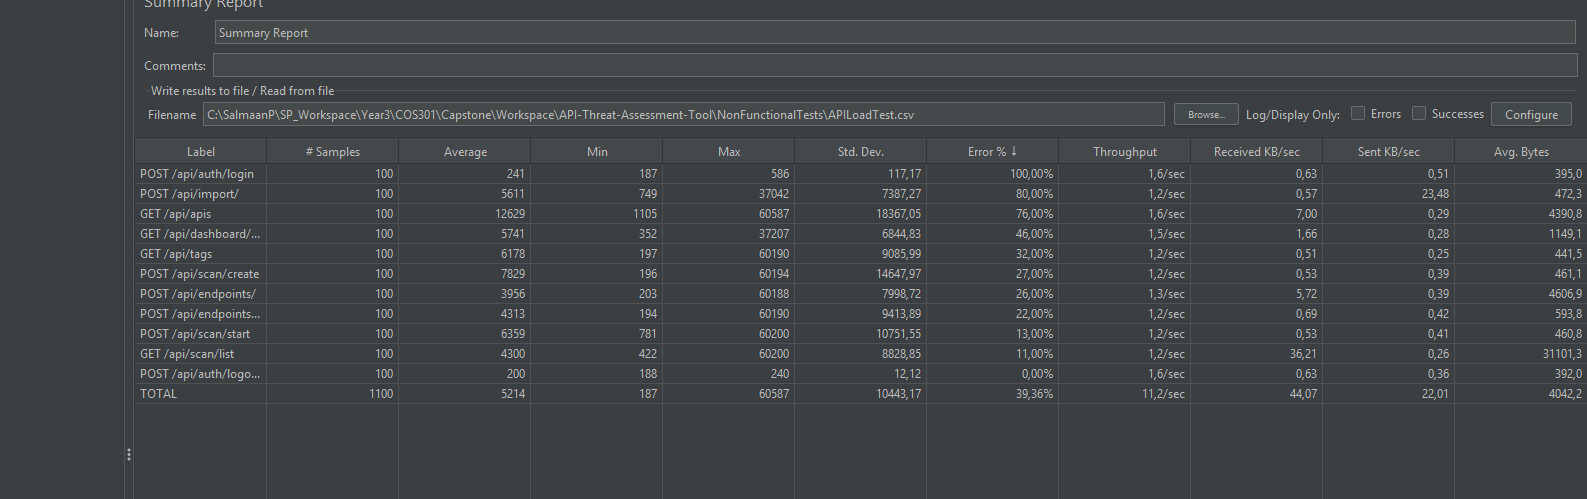 Summary Report
Name: Summary Report
Comments:
Write results to file / Read from file
Filename C:\SalmaanP\SP_Workspace\Year3\COS301\Capstone\Workspace\API-Threat-Assessment-Tool\NonFunctionalTests\APILoadTest.csv Browse... Log/Display Only: Errors Successes Configure
Label # Samples Average Min Max Std. Dev. Error % ↓ Throughput Received KB/sec Sent KB/sec Avg. Bytes
POST /api/auth/login 100 241 187 586 117,17 100,00% 1,6/sec 0,63 0,51 395,0
POST /api/import/ 100 5611 749 37042 7387,27 80,00% 1,2/sec 0,57 23,48 472,3
GET /api/apis 100 12629 1105 60587 18367,05 76,00% 1,6/sec 7,00 0,29 4390,8
GET /api/dashboard/... 100 5741 352 37207 6844,83 46,00% 1,5/sec 1,66 0,28 1149,1
GET /api/tags 100 6178 197 60190 9085,99 32,00% 1,2/sec 0,51 0,25 441,5
POST /api/scan/create 100 7829 196 60194 14647,97 27,00% 1,2/sec 0,53 0,39 461,1
POST /api/endpoints/ 100 3956 203 60188 7998,72 26,00% 1,3/sec 5,72 0,39 4606,9
POST /api/endpoints... 100 4313 194 60190 9413,89 22,00% 1,2/sec 0,69 0,42 593,8
POST /api/scan/start 100 6359 781 60200 10751,55 13,00% 1,2/sec 0,53 0,41 460,8
GET /api/scan/list 100 4300 422 60200 8828,85 11,00% 1,2/sec 36,21 0,26 31101,3
POST /api/auth/logo... 100 200 188 240 12,12 0,00% 1,6/sec 0,63 0,36 392,0
TOTAL 1100 5214 187 60587 10443,17 39,36% 11,2/sec 44,07 22,01 4042,2